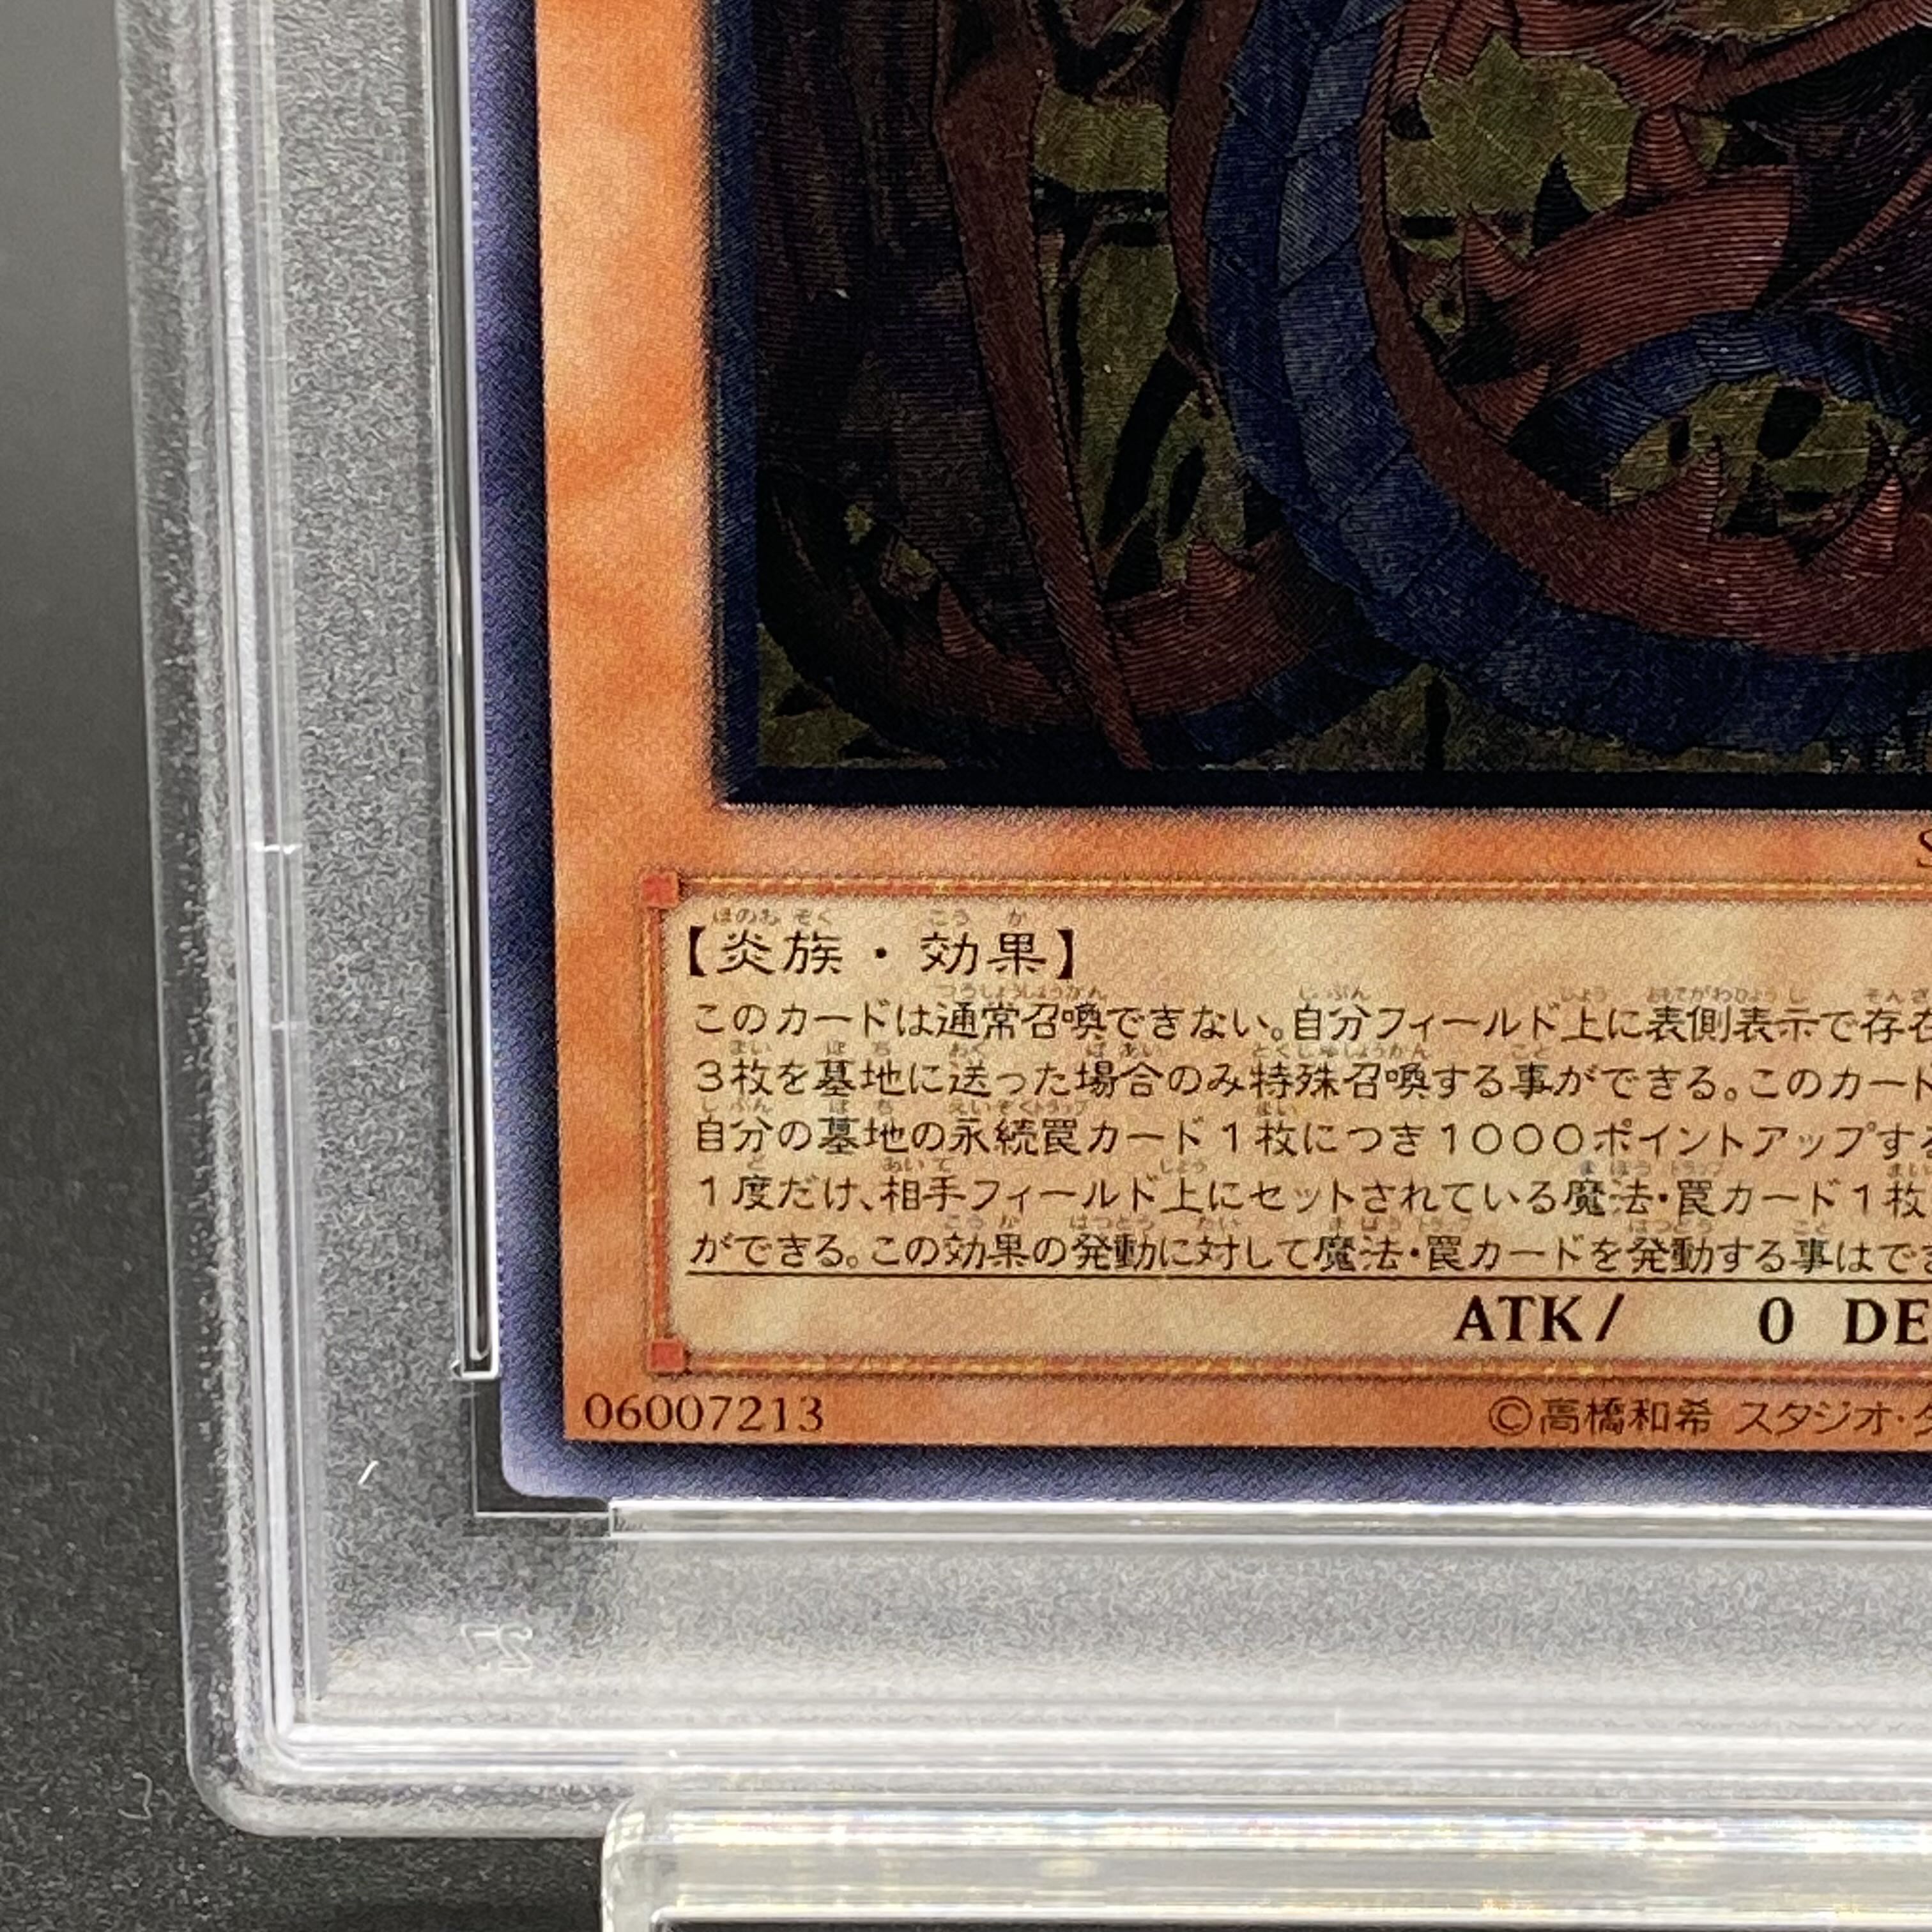 S
【炎族・効果】
このカードは通常召喚できない。自分フィールド上に表側表示で存在
3枚を墓地に送った場合のみ特殊召喚する事ができる。このカード
自分の墓地の永続罠カード1枚につき1000ポイントアップする
1度だけ、相手フィールド上にセットされている魔法・罠カード1枚
ができる。この効果の発動に対して魔法・罠カードを発動する事はでき
ATK/ 0 DE
06007213
©高橋和希 スタジオ・ダ